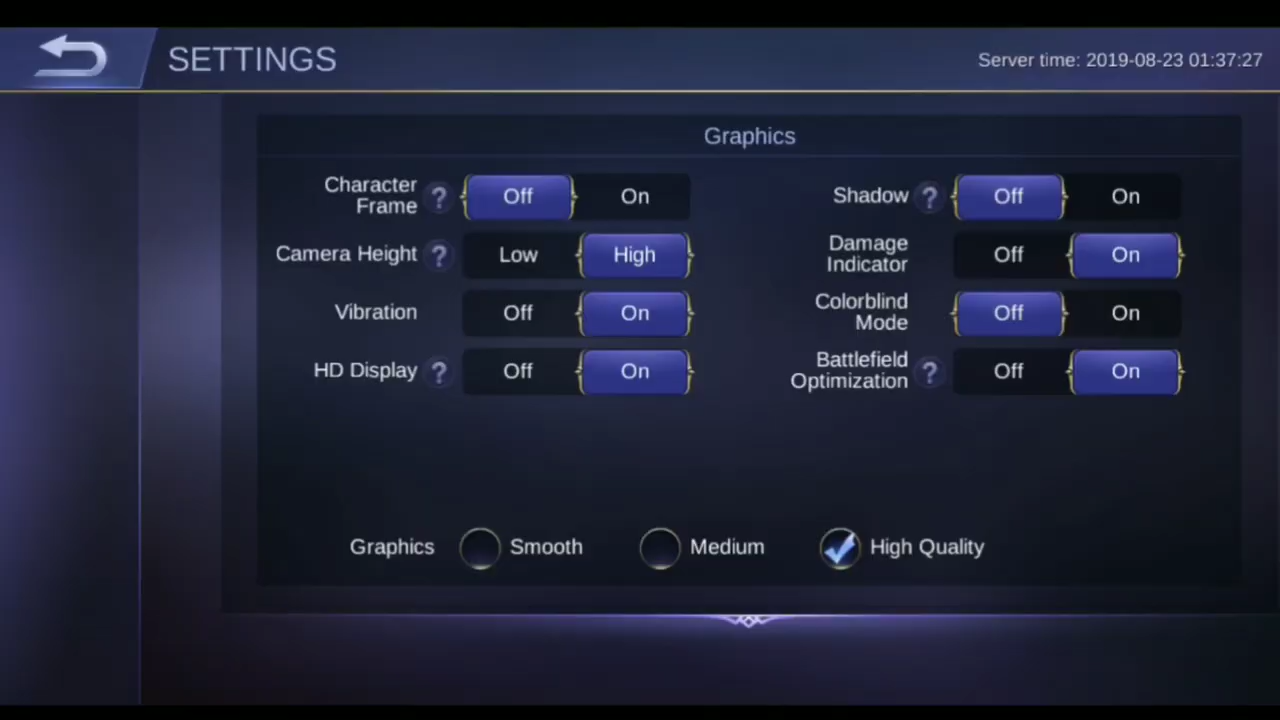 SETTINGS
Server time: 2019-08-23 01:37:27
Graphics
Character
Frame ? Off On
Shadow ? Off On
Camera Height ? Low High
Damage
Indicator Off On
Vibration Off On
Colorblind
Mode Off On
HD Display ? Off On
Battlefield
Optimization ? Off On
Graphics Smooth Medium High Quality